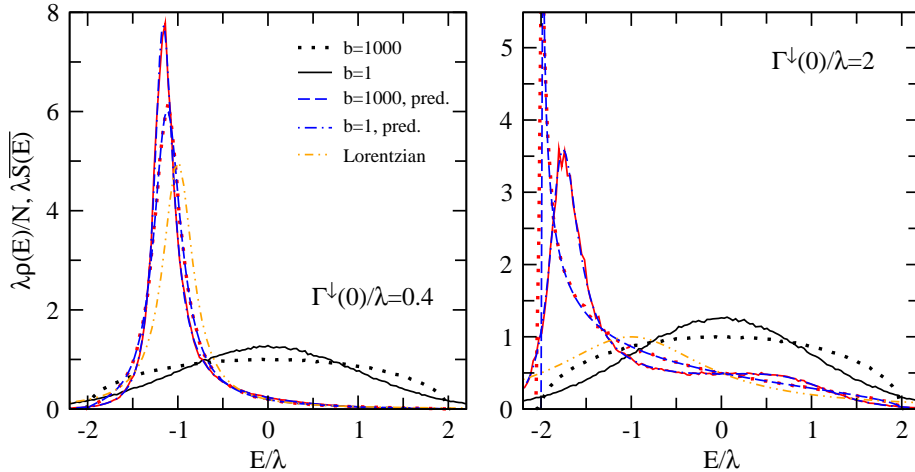 λρ(E)/N, λS(E)
8
6
4
2
0
b=1000
b=1
b=1000, pred.
b=1, pred.
Lorentzian
Γ↓(0)/λ=0.4
-2 -1 0 1 2
E/λ
5
4
3
2
1
0
Γ↓(0)/λ=2
-2 -1 0 1 2
E/λ